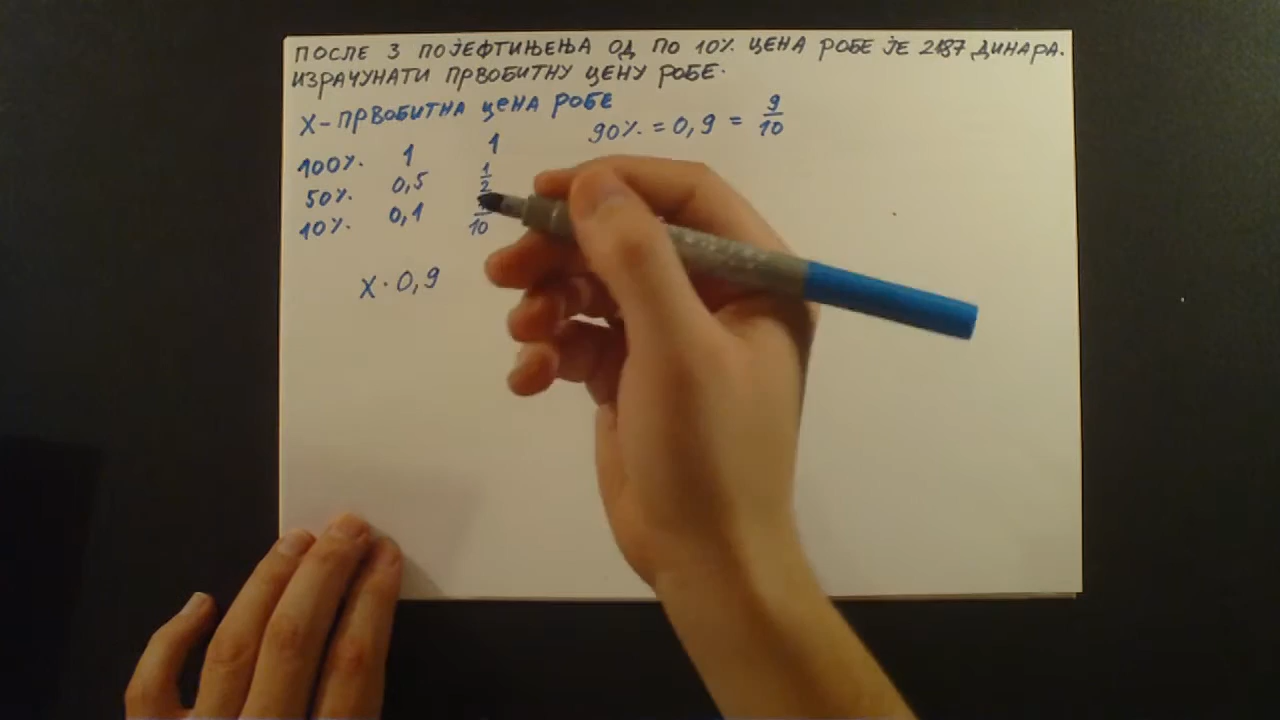 ПОСЛЕ 3 ПОЈЕФТИЊЕЊА ОД ПО 10% ЦЕНА РОБЕ ЈЕ 2187 ДИНАРА.
ИЗРАЧУНАТИ ПРВОБИТНУ ЦЕНУ РОБЕ.
X - ПРВОБИТНА ЦЕНА РОБЕ
90% = 0,9 = 9/10
100% 1 1
50% 0,5 1/2
10% 0,1 1/10
X · 0,9